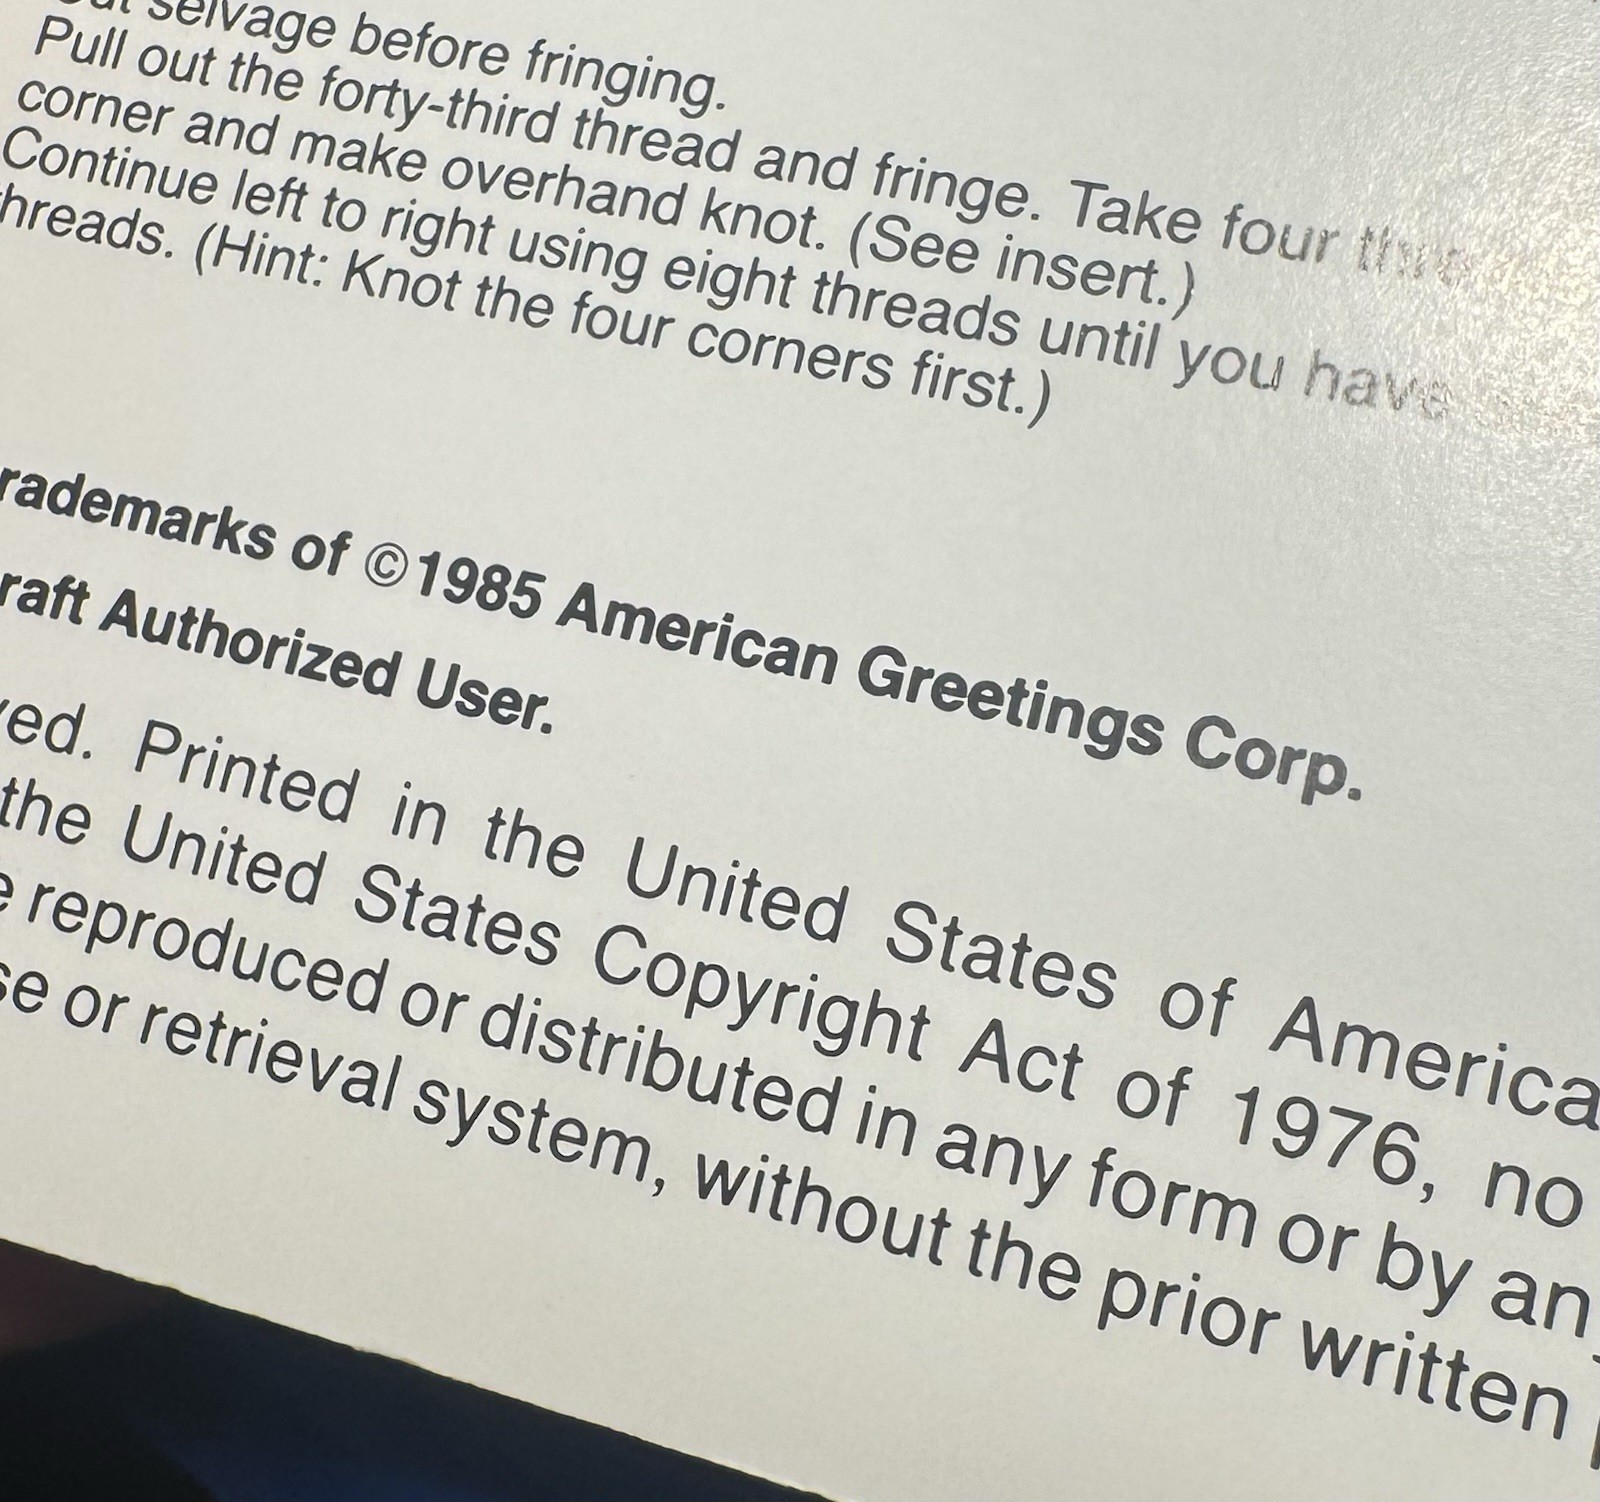 selvage before fringing.
Pull out the forty-third thread and fringe. Take four
corner and make overhand knot. (See insert.)
Continue left to right using eight threads until you have
hreads. (Hint: Knot the four corners first.)
rademarks of ©1985 American Greetings Corp.
raft Authorized User.
ved. Printed in the United States of America
the United States Copyright Act of 1976, no
e reproduced or distributed in any form or by an
se or retrieval system, without the prior written